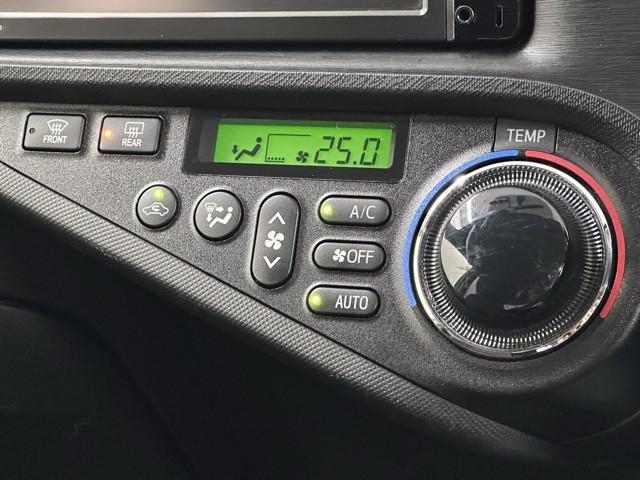 FRONT
REAR
25.0
TEMP
A/C
OFF
AUTO